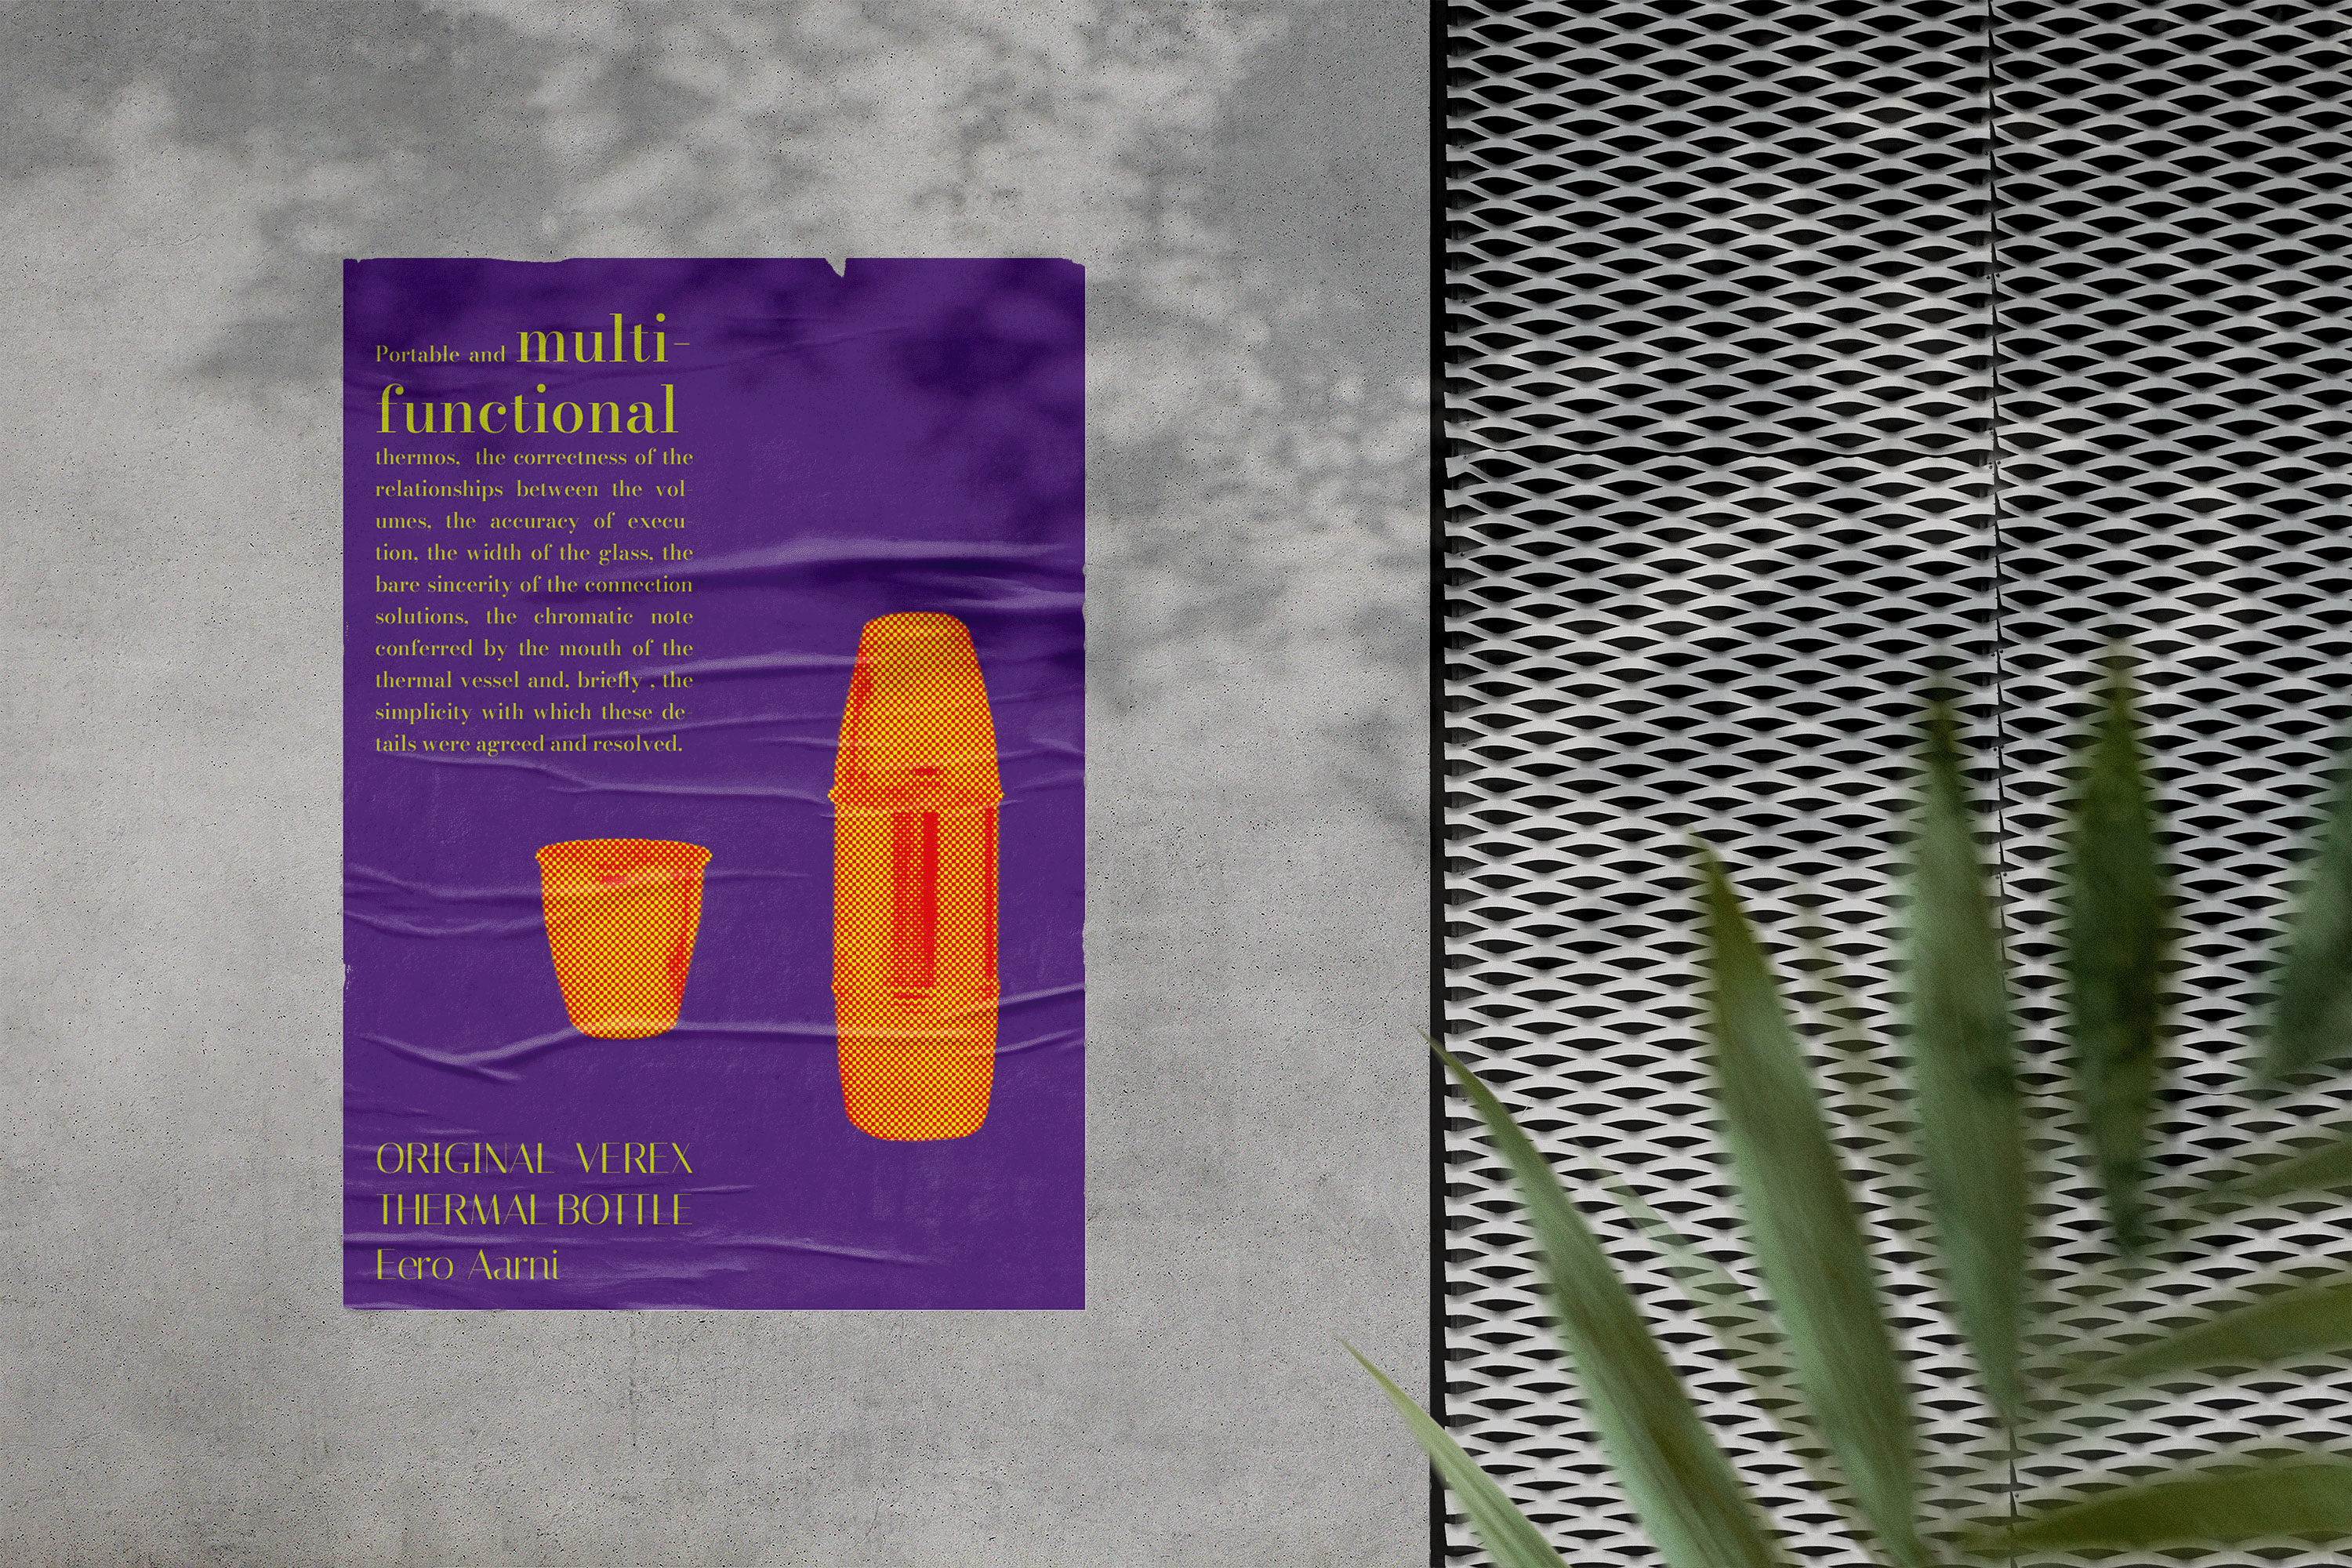 Portable and multi-
functional
thermos, the correctness of the
relationships between the vol-
umes, the accuracy of execu-
tion, the width of the glass, the
bare sincerity of the connection
solutions, the chromatic note
conferred by the mouth of the
thermal vessel and, briefly , the
simplicity with which these de-
tails were agreed and resolved.
ORIGINAL VEREX
THERMAL BOTTLE
Eero Aarni